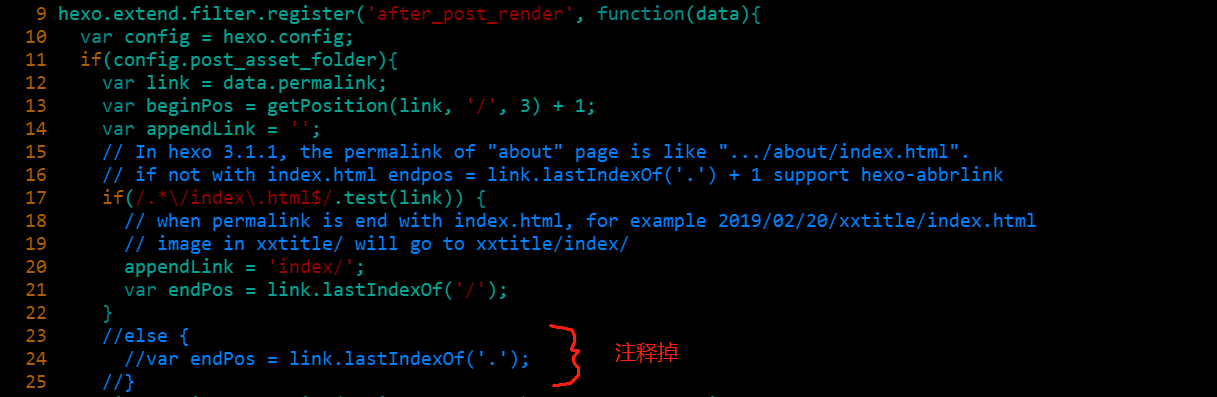 9 hexo.extend.filter.register('after_post_render', function(data){
10 var config = hexo.config;
11 if(config.post_asset_folder){
12 var link = data.permalink;
13 var beginPos = getPosition(link, '/', 3) + 1;
14 var appendLink = '';
15 // In hexo 3.1.1, the permalink of "about" page is like ".../about/index.html".
16 // if not with index.html endpos = link.lastIndexOf('.') + 1 support hexo-abbrlink
17 if(/.*\/index\.html$/.test(link)) {
18 // when permalink is end with index.html, for example 2019/02/20/xxtitle/index.html
19 // image in xxtitle/ will go to xxtitle/index/
20 appendLink = 'index/';
21 var endPos = link.lastIndexOf('/');
22 }
23 //else {
24 //var endPos = link.lastIndexOf('.');
注释掉
25 //}